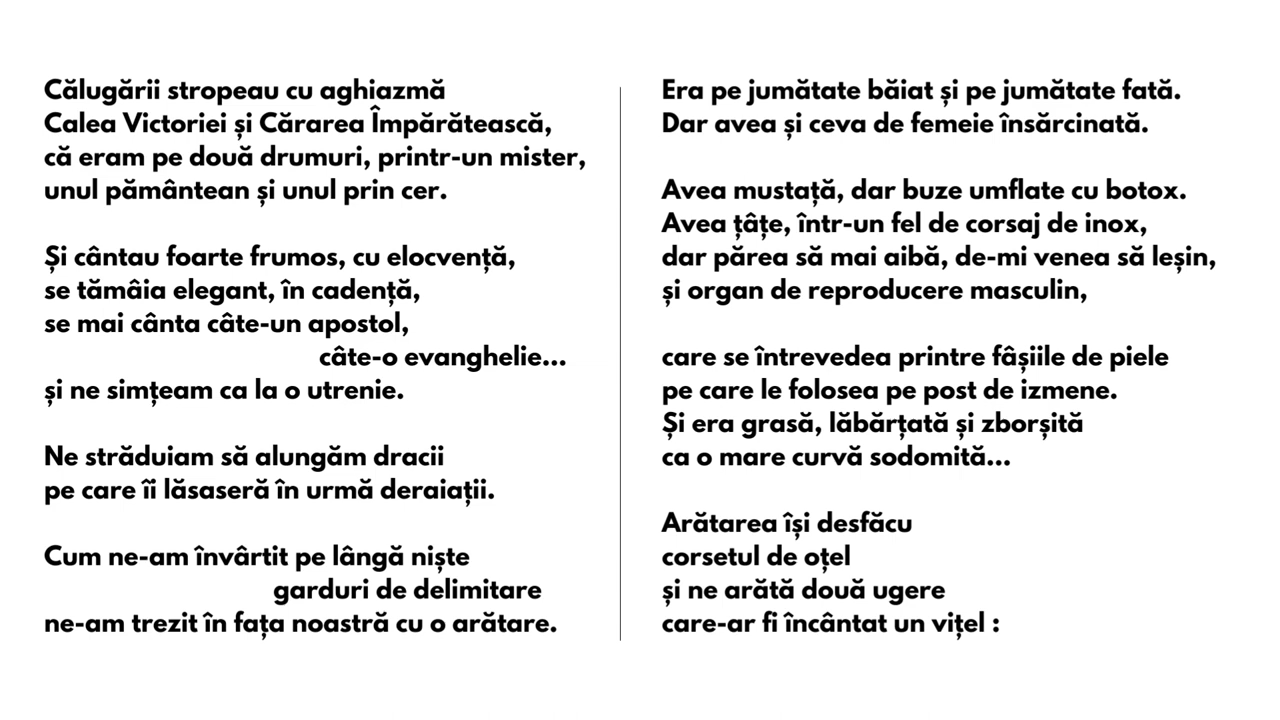 Călugării stropeau cu aghiazmă
Calea Victoriei și Cărarea Împărătească,
că eram pe două drumuri, printr-un mister,
unul pământean și unul prin cer.
Și cântau foarte frumos, cu elocvență,
se tămâia elegant, în cadență,
se mai cânta câte-un apostol,
câte-o evanghelie...
și ne simțeam ca la o utrenie.
Ne străduiam să alungăm dracii
pe care îi lăsaseră în urmă deraiații.
Cum ne-am învârtit pe lângă niște
garduri de delimitare
ne-am trezit în fața noastră cu o arătare.
Era pe jumătate băiat și pe jumătate fată.
Dar avea și ceva de femeie însărcinată.
Avea mustață, dar buze umflate cu botox.
Avea țâțe, într-un fel de corsaj de inox,
dar părea să mai aibă, de-mi venea să leșin,
și organ de reproducere masculin,
care se întrevedea printre fâșiile de piele
pe care le folosea pe post de izmene.
Și era grasă, lăbărțată și zborșită
ca o mare curvă sodomită...
Arătarea își desfăcu
corsetul de oțel
și ne arătă două ugere
care-ar fi încântat un vițel :